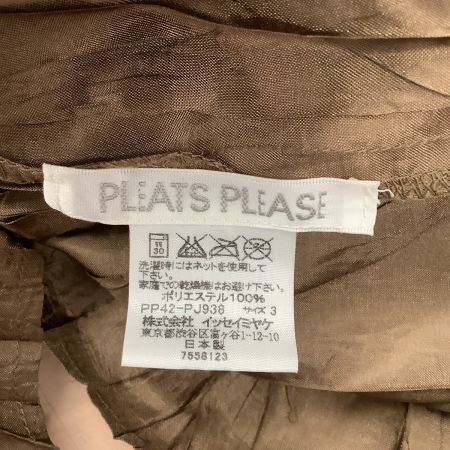 PLEATS PLEASE
30
洗濯時にはネットを使用して
下さい。
家庭での乾燥機はお避け下さい。
ポリエステル100%
PP42-PJ938 サイズ 3
株式会社 イッセイミヤケ
東京都渋谷区富ヶ谷1-12-10
日本製
7558123